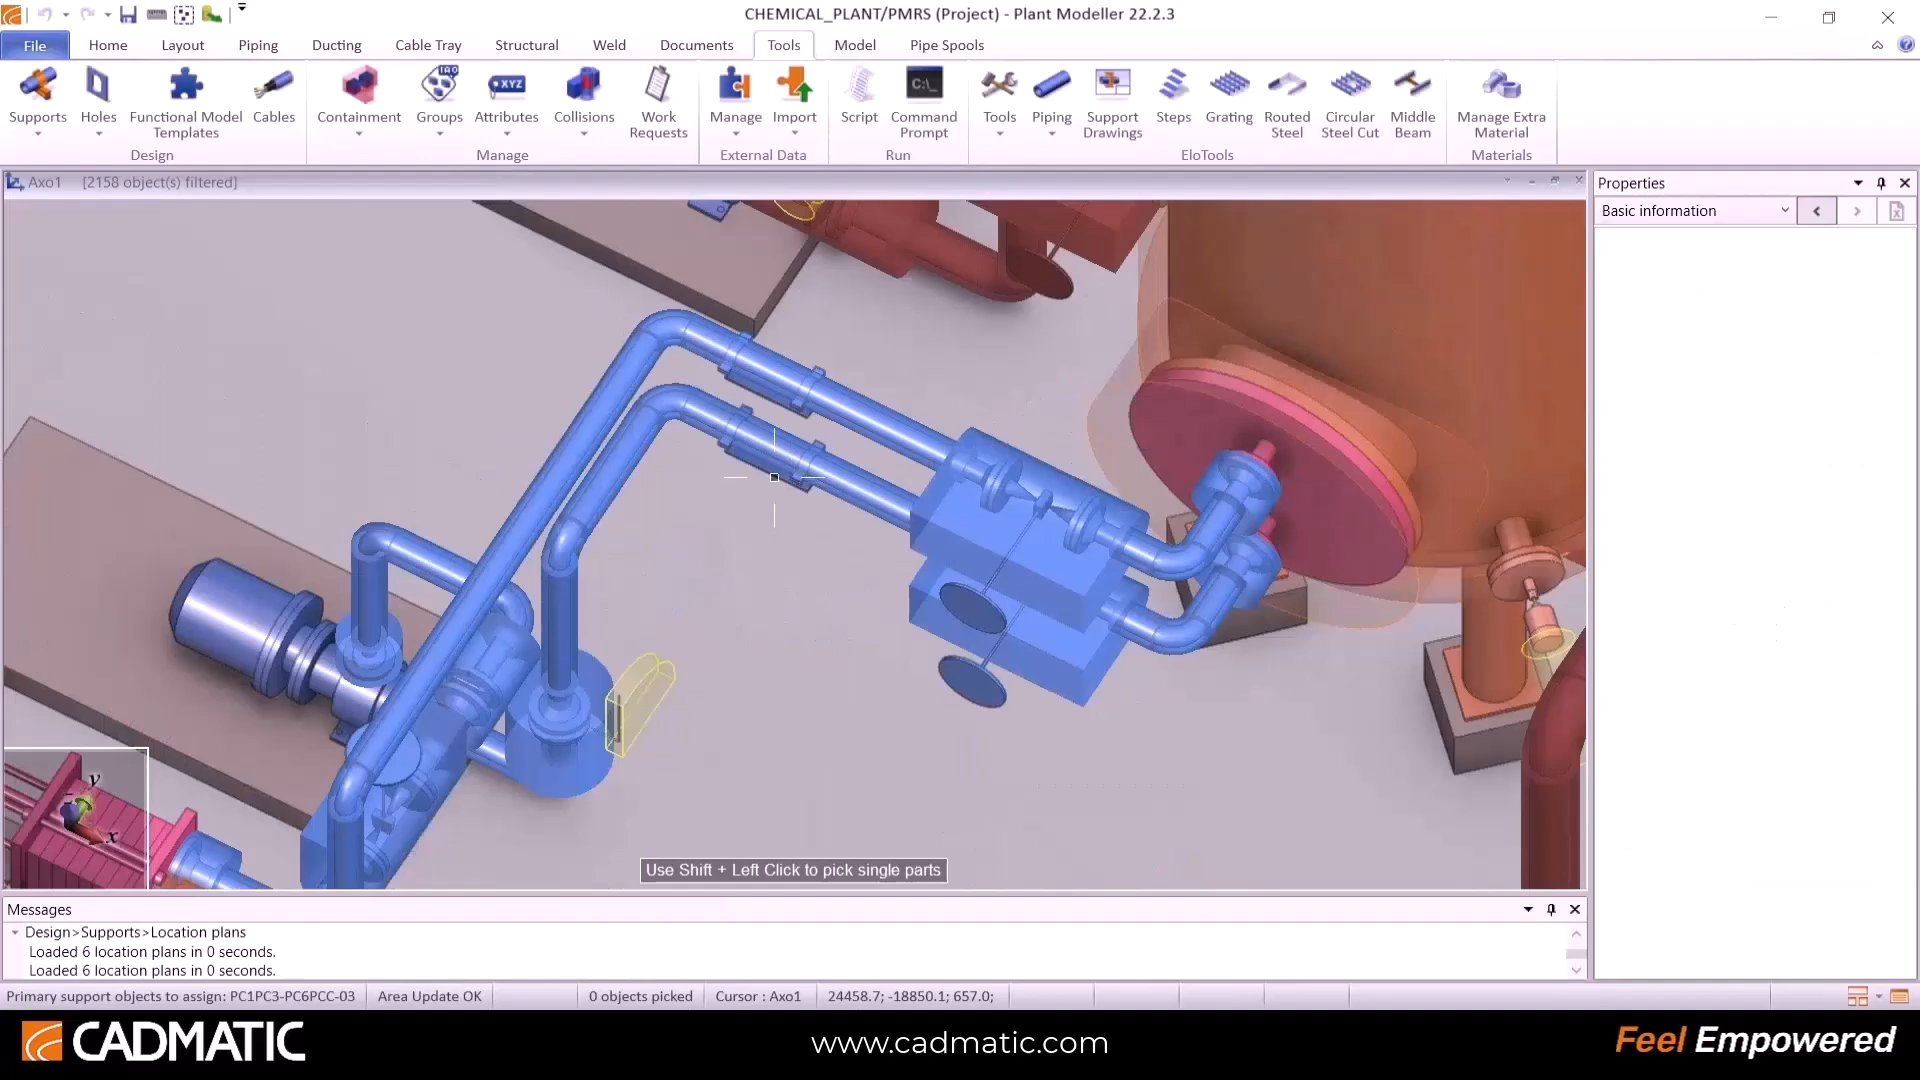 CHEMICAL_PLANT/PMRS (Project) - Plant Modeller 22.2.3
File Home Layout Piping Ducting Cable Tray Structural Weld Documents Tools Model Pipe Spools
Supports Holes Functional Model Templates Cables
Design
Containment Groups Attributes Collisions Work Requests
Manage
Manage Import
External Data
Script Command Prompt
Run
Tools Piping Support Drawings Steps Grating Routed Steel Circular Steel Cut Middle Beam
EloTools
Manage Extra Material
Materials
XYZ
C:\_
Axo1 [2158 object(s) filtered]
Properties
Basic information
y
x
Use Shift + Left Click to pick single parts
Messages
Design>Supports>Location plans
Loaded 6 location plans in 0 seconds.
Loaded 6 location plans in 0 seconds.
Primary support objects to assign: PC1PC3-PC6PCC-03 Area Update OK 0 objects picked Cursor : Axo1 24458.7; -18850.1; 657.0;
CADMATIC www.cadmatic.com Feel Empowered